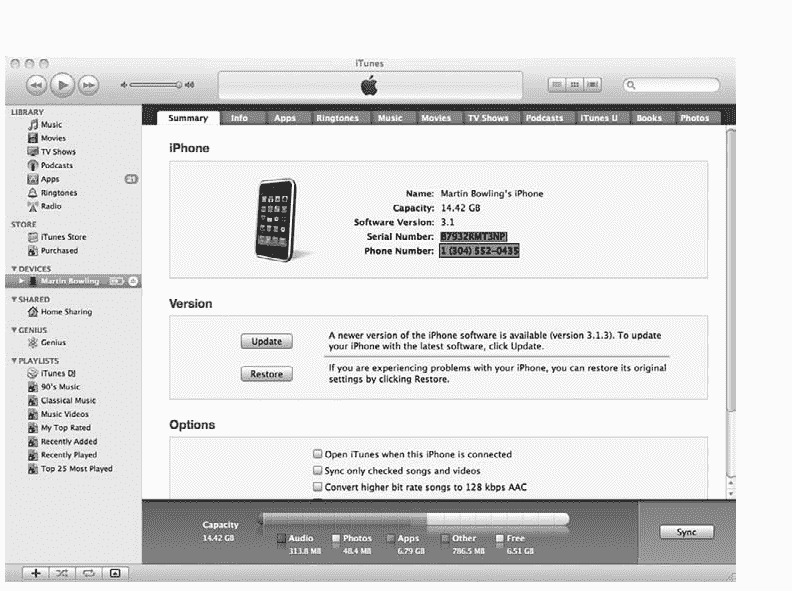 iTunes
LIBRARY
Music
Movies
TV Shows
Podcasts
Apps 21
Ringtones
Radio
STORE
iTunes Store
Purchased
DEVICES
Martin Bowling
SHARED
Home Sharing
GENIUS
Genius
PLAYLISTS
iTunes DJ
90's Music
Classical Music
Music Videos
My Top Rated
Recently Added
Recently Played
Top 25 Most Played
Summary Info Apps Ringtones Music Movies TV Shows Podcasts iTunes U Books Photos
iPhone
Name: Martin Bowling's iPhone
Capacity: 14.42 GB
Software Version: 3.1
Serial Number: 87932RMT3NP
Phone Number: 1 (304) 552-0435
Version
Update
A newer version of the iPhone software is available (version 3.1.3). To update
your iPhone with the latest software, click Update.
Restore
If you are experiencing problems with your iPhone, you can restore its original
settings by clicking Restore.
Options
Open iTunes when this iPhone is connected
Sync only checked songs and videos
Convert higher bit rate songs to 128 kbps AAC
Capacity
14.42 GB
Audio Photos Apps Other Free
313.8 MB 48.4 MB 6.79 GB 786.5 MB 6.51 GB
Sync